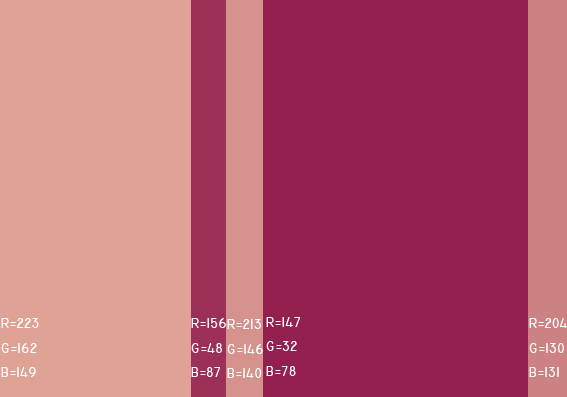 R=223
G=162
B=149
R=156
G=48
B=87
R=213
G=146
B=140
R=147
G=32
B=78
R=204
G=130
B=131